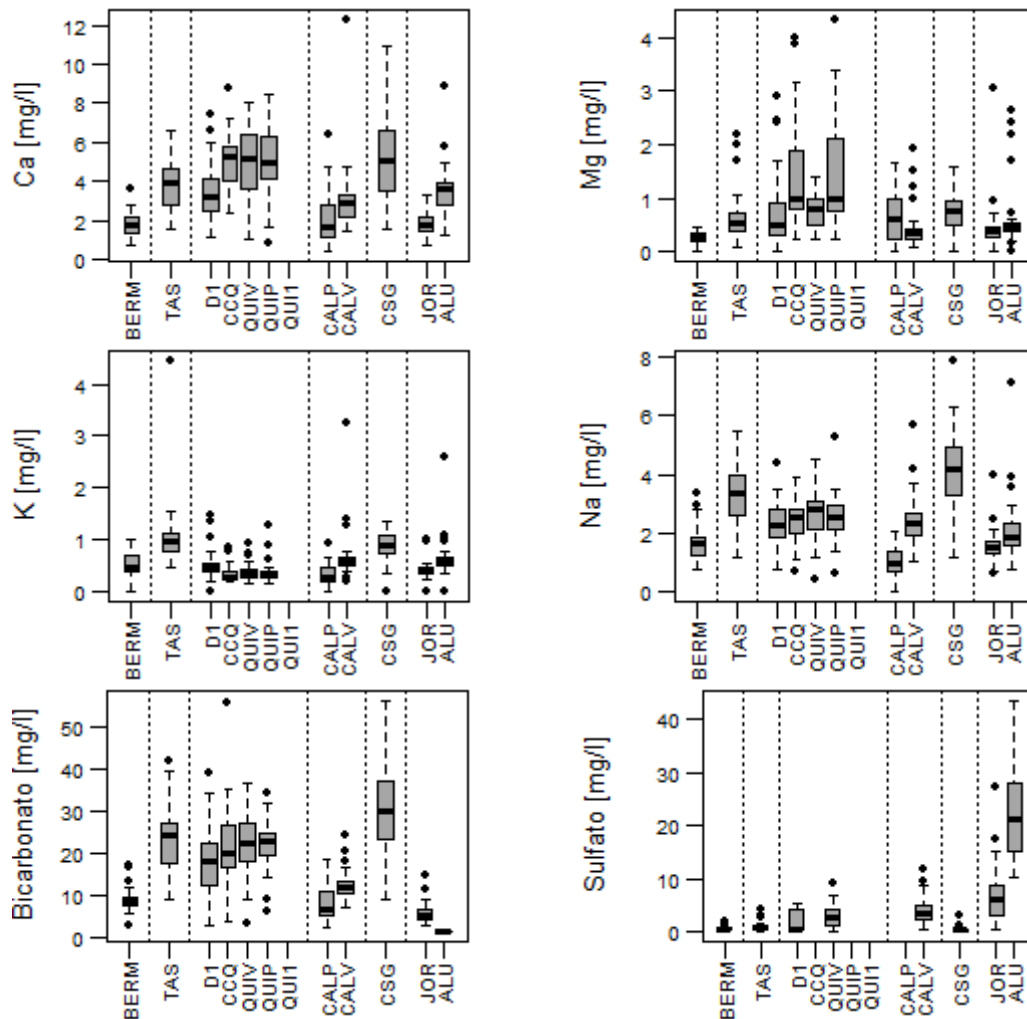 Ca [mg/l]
12
10
8
6
4
2
0
BERM TAS D1 CCQ QUIV QUIP QUI1 CALP CALV CSG JOR ALU
Mg [mg/l]
4
3
2
1
0
BERM TAS D1 CCQ QUIV QUIP QUI1 CALP CALV CSG JOR ALU
K [mg/l]
4
3
2
1
0
BERM TAS D1 CCQ QUIV QUIP QUI1 CALP CALV CSG JOR ALU
Na [mg/l]
8
6
4
2
0
BERM TAS D1 CCQ QUIV QUIP QUI1 CALP CALV CSG JOR ALU
Bicarbonato [mg/l]
50
40
30
20
10
0
BERM TAS D1 CCQ QUIV QUIP QUI1 CALP CALV CSG JOR ALU
Sulfato [mg/l]
40
30
20
10
0
BERM TAS D1 CCQ QUIV QUIP QUI1 CALP CALV CSG JOR ALU